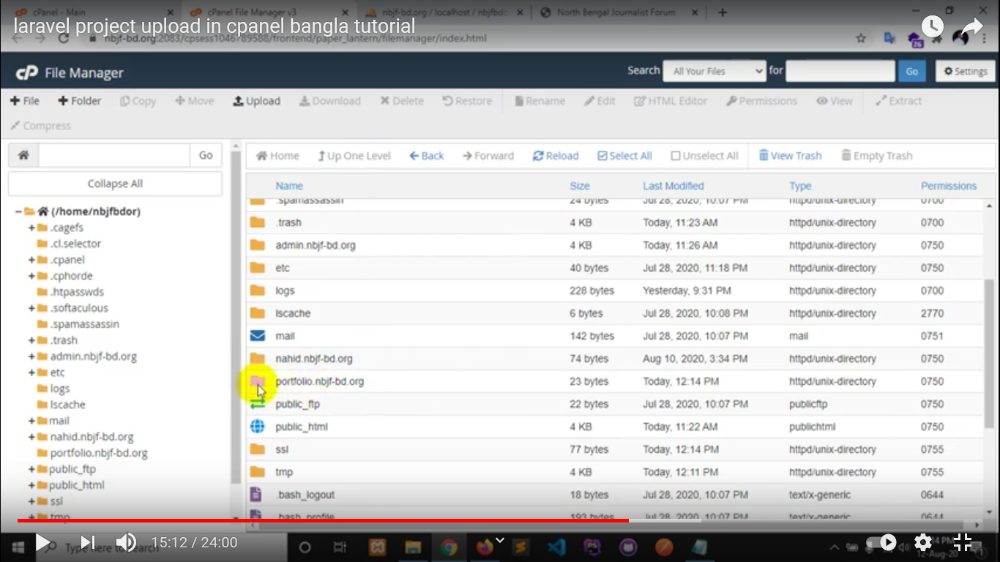 cPanel - Main
cPanel File Manager v3
nbjf-bd.org / localhost / nbjfbdo
North Bengal Journalist Forum
laravel project upload in cpanel bangla tutorial
nbjf-bd.org:2083/cpsess1046789588/frontend/paper_lantern/filemanager/index.html
26
cP File Manager
Search All Your Files for Go Settings
File Folder Copy Move Upload Download Delete Restore Rename Edit HTML Editor Permissions View Extract
Compress
Go
Home Up One Level Back Forward Reload Select All Unselect All View Trash Empty Trash
Collapse All
Name Size Last Modified Type Permissions
(/home/nbjfbdor)
.cagefs
.cl.selector
.cpanel
.cphorde
.htpasswds
.softaculous
.spamassassin
.trash
admin.nbjf-bd.org
etc
logs
lscache
mail
nahid.nbjf-bd.org
portfolio.nbjf-bd.org
public_ftp
public_html
ssl
tmp
.spamassassin 24 bytes Jul 28, 2020, 10:07 PM httpd/unix-directory 0700
.trash 4 KB Today, 11:23 AM httpd/unix-directory 0700
admin.nbjf-bd.org 4 KB Today, 11:26 AM httpd/unix-directory 0750
etc 40 bytes Jul 28, 2020, 11:18 PM httpd/unix-directory 0750
logs 228 bytes Yesterday, 9:31 PM httpd/unix-directory 0700
lscache 6 bytes Jul 28, 2020, 10:08 PM httpd/unix-directory 2770
mail 142 bytes Jul 28, 2020, 10:07 PM mail 0751
nahid.nbjf-bd.org 74 bytes Aug 10, 2020, 3:34 PM httpd/unix-directory 0750
portfolio.nbjf-bd.org 23 bytes Today, 12:14 PM httpd/unix-directory 0750
public_ftp 22 bytes Jul 28, 2020, 10:07 PM publicftp 0750
public_html 4 KB Today, 11:22 AM publichtml 0750
ssl 77 bytes Today, 12:14 PM httpd/unix-directory 0755
tmp 4 KB Today, 12:11 PM httpd/unix-directory 0755
.bash_logout 18 bytes Jul 28, 2020, 10:07 PM text/x-generic 0644
.bash_profile 193 bytes Jul 28, 2020, 10:07 PM text/x-generic 0644
15:12 / 24:00
Type here to search
12-Aug-20